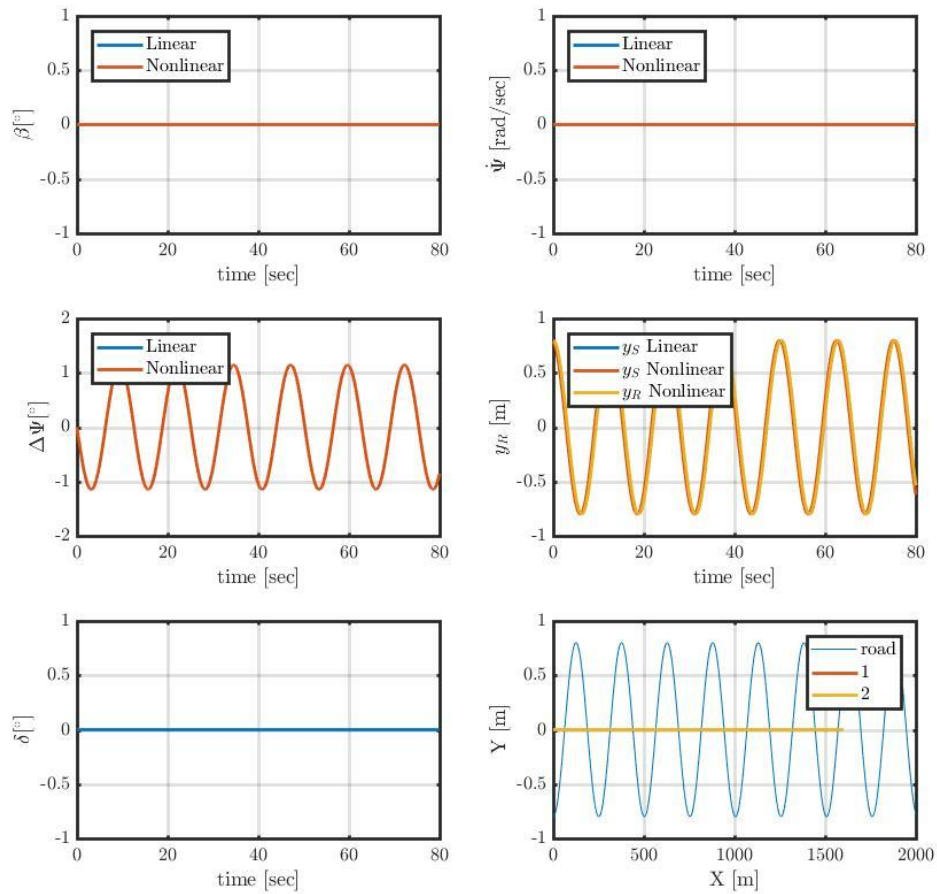 1
0.5
0
-0.5
-1
β[°]
Linear
Nonlinear
0 20 40 60 80
time [sec]
1
0.5
0
-0.5
-1
Ψ̇ [rad/sec]
Linear
Nonlinear
0 20 40 60 80
time [sec]
2
1
0
-1
-2
ΔΨ[°]
Linear
Nonlinear
0 20 40 60 80
time [sec]
1
0.5
0
-0.5
-1
y_R [m]
y_S Linear
y_S Nonlinear
y_R Nonlinear
0 20 40 60 80
time [sec]
1
0.5
0
-0.5
-1
δ[°]
0 20 40 60 80
time [sec]
1
0.5
0
-0.5
-1
Y [m]
road
1
2
0 500 1000 1500 2000
X [m]